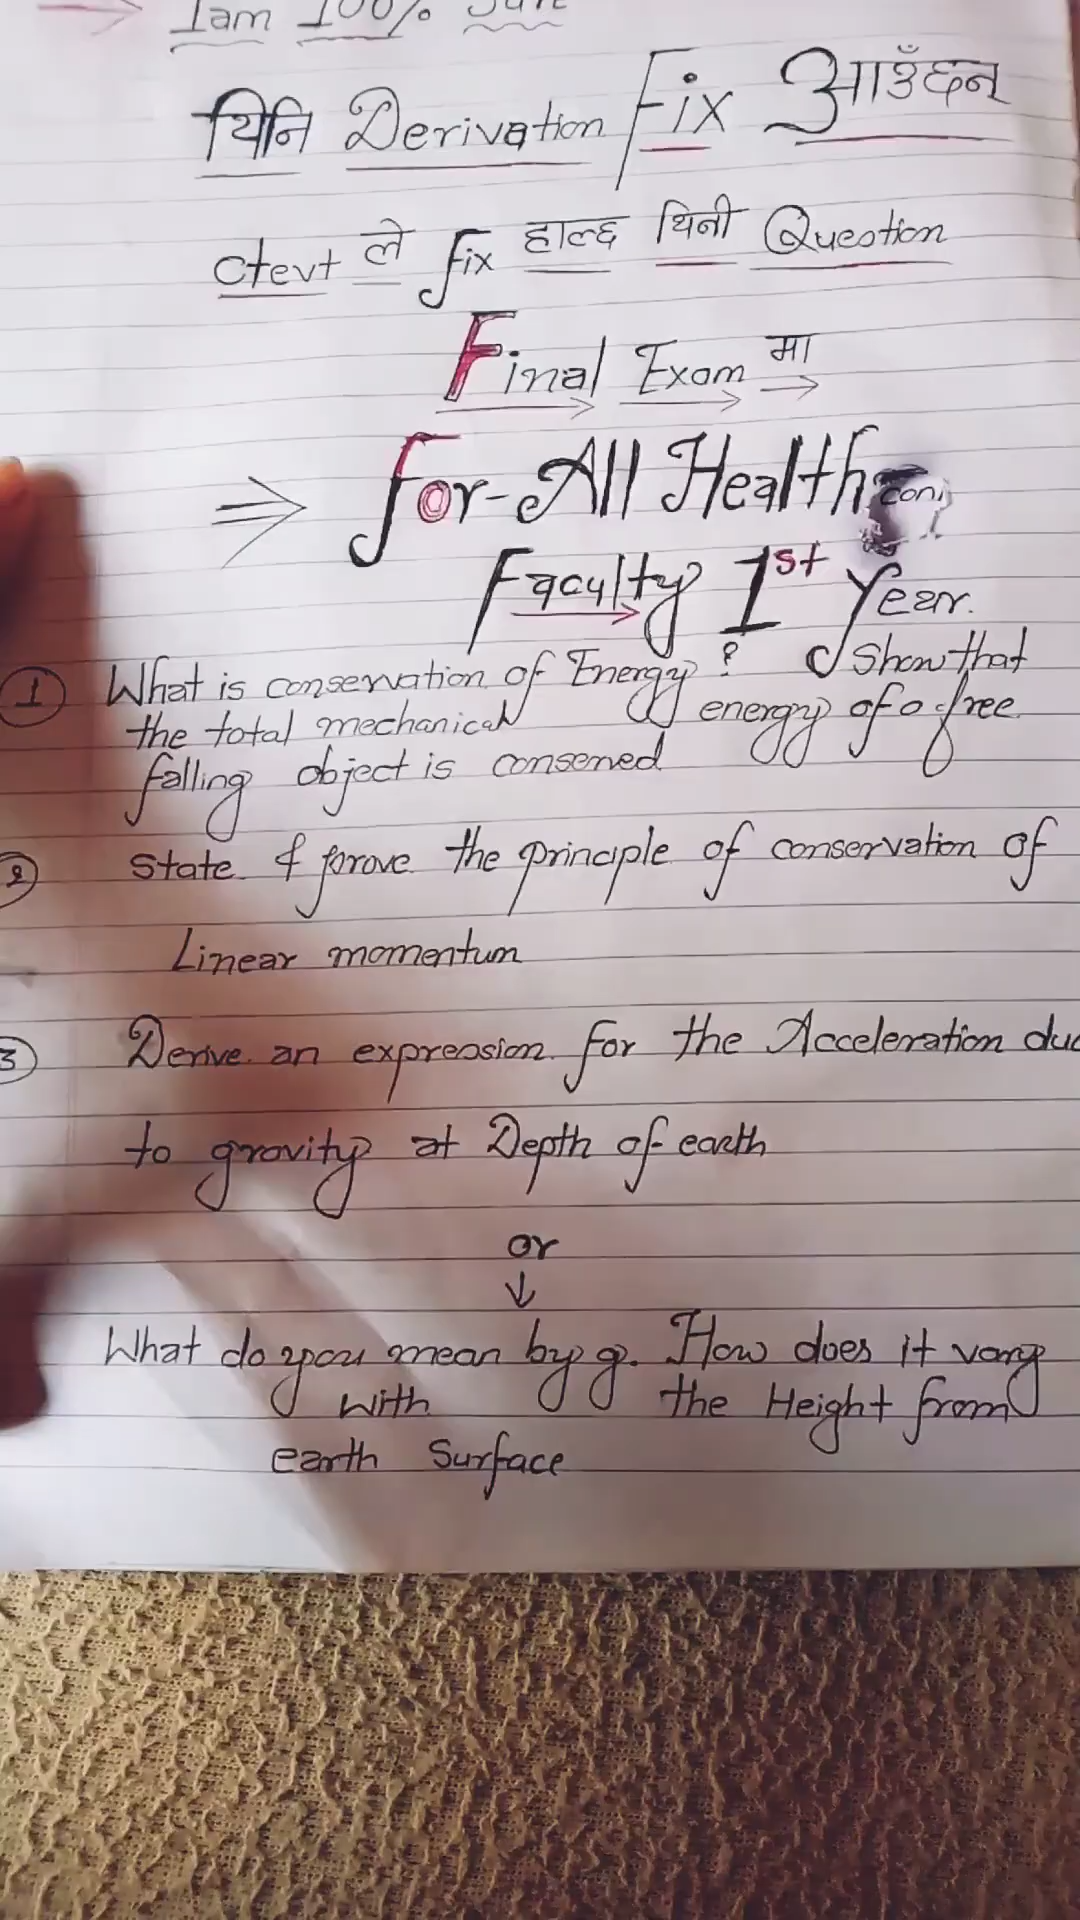 Iam 100% Sure
यिनि Derivation Fix आउँछन्
ctevt ले fix हाल्छ यिनी Question
Final Exam मा
⇒ For-All Health
Faculty 1st Year.
① What is conservation of Energy? Show that
the total mechanical energy of a free
falling object is conserved
② State & prove the principle of conservation of
Linear momentum
③ Derive an expression for the Acceleration due
to gravity at Depth of earth
or
↓
What do you mean by g. How does it vary
with the Height from
earth Surface